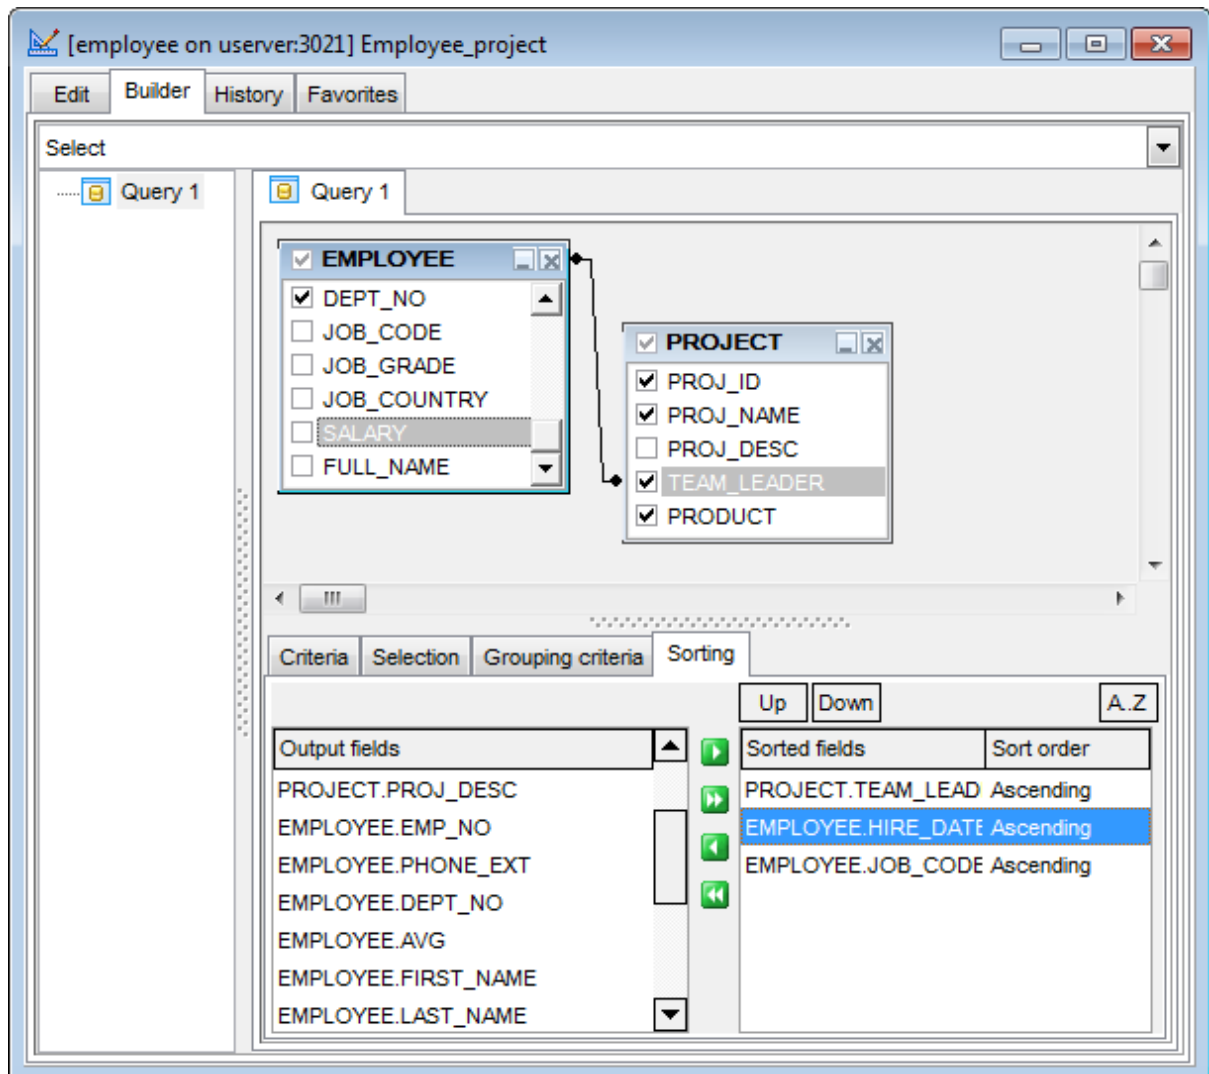 [employee on userver:3021] Employee_project
Edit Builder History Favorites
Select
Query 1
Query 1
EMPLOYEE
DEPT_NO
JOB_CODE
JOB_GRADE
JOB_COUNTRY
SALARY
FULL_NAME
PROJECT
PROJ_ID
PROJ_NAME
PROJ_DESC
TEAM_LEADER
PRODUCT
Criteria Selection Grouping criteria Sorting
Up Down A..Z
Output fields
PROJECT.PROJ_DESC
EMPLOYEE.EMP_NO
EMPLOYEE.PHONE_EXT
EMPLOYEE.DEPT_NO
EMPLOYEE.AVG
EMPLOYEE.FIRST_NAME
EMPLOYEE.LAST_NAME
Sorted fields Sort order
PROJECT.TEAM_LEAD Ascending
EMPLOYEE.HIRE_DATE Ascending
EMPLOYEE.JOB_CODE Ascending